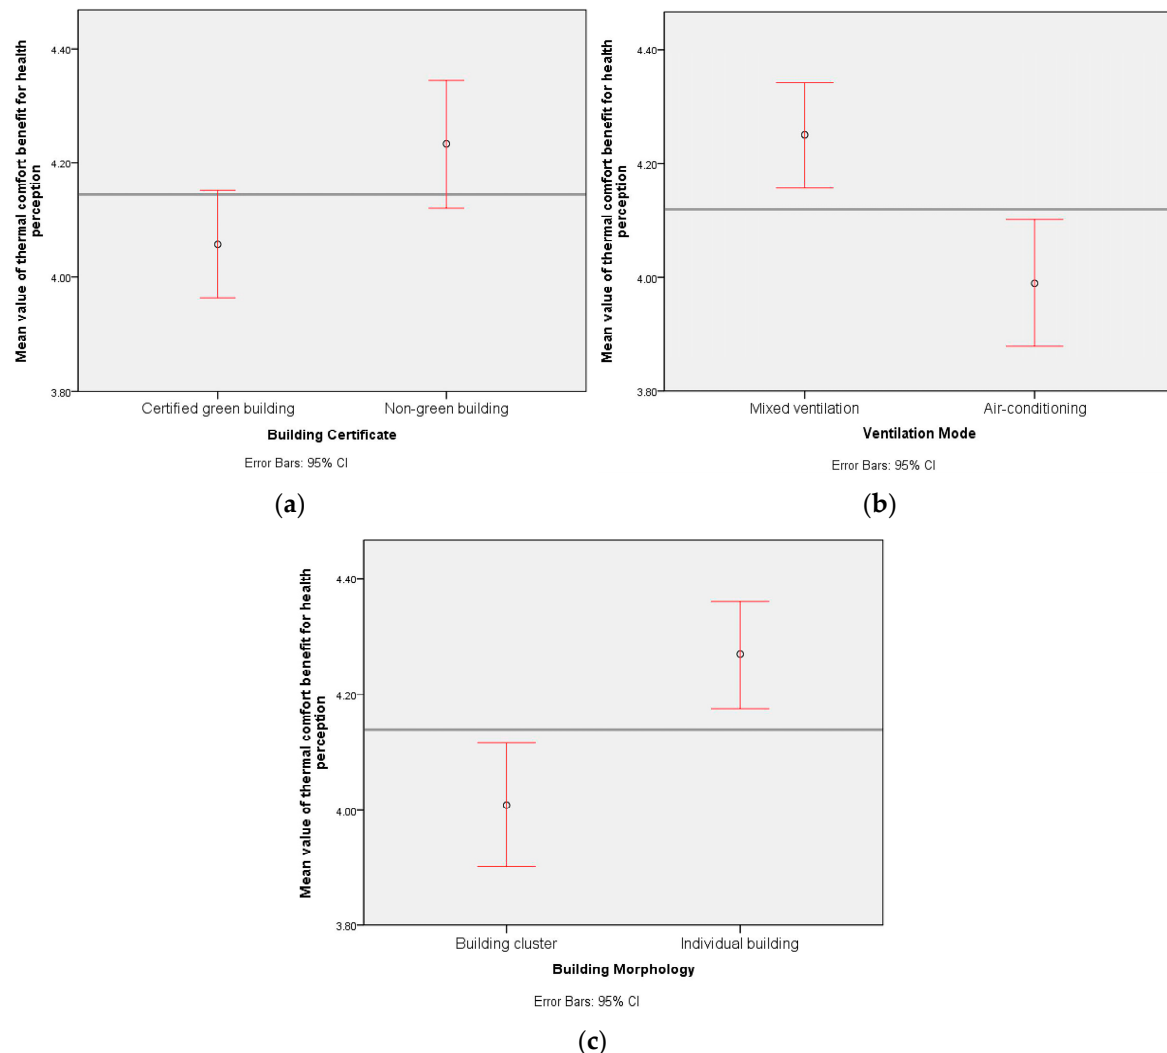 Mean value of thermal comfort benefit for health
perception
4.40
4.20
4.00
3.80
Certified green building
Non-green building
Building Certificate
Error Bars: 95% CI
(a)
Mean value of thermal comfort benefit for health
perception
4.40
4.20
4.00
3.80
Mixed ventilation
Air-conditioning
Ventilation Mode
Error Bars: 95% CI
(b)
Mean value of thermal comfort benefit for health
perception
4.40
4.20
4.00
3.80
Building cluster
Individual building
Building Morphology
Error Bars: 95% CI
(c)